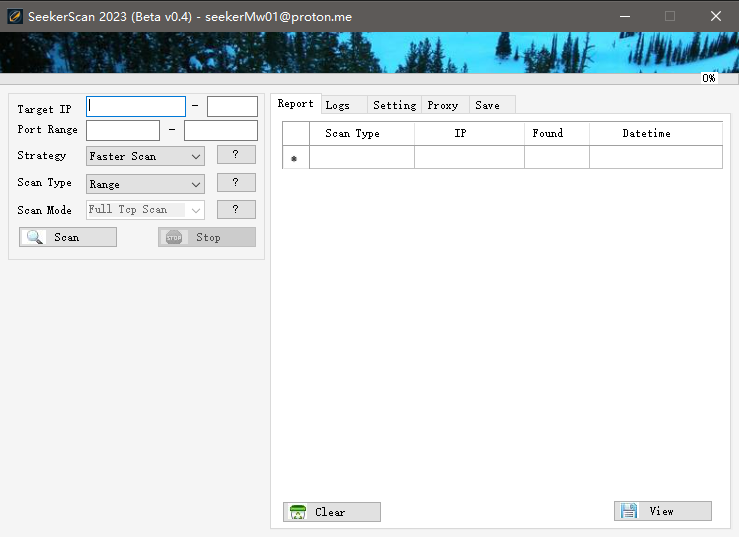 SeekerScan 2023 (Beta v0.4) - seekerMw01@proton.me
0%
Target IP -
Port Range -
Strategy Faster Scan ?
Scan Type Range ?
Scan Mode Full Tcp Scan ?
Scan Stop
Report Logs Setting Proxy Save
Scan Type IP Found Datetime
*
Clear View